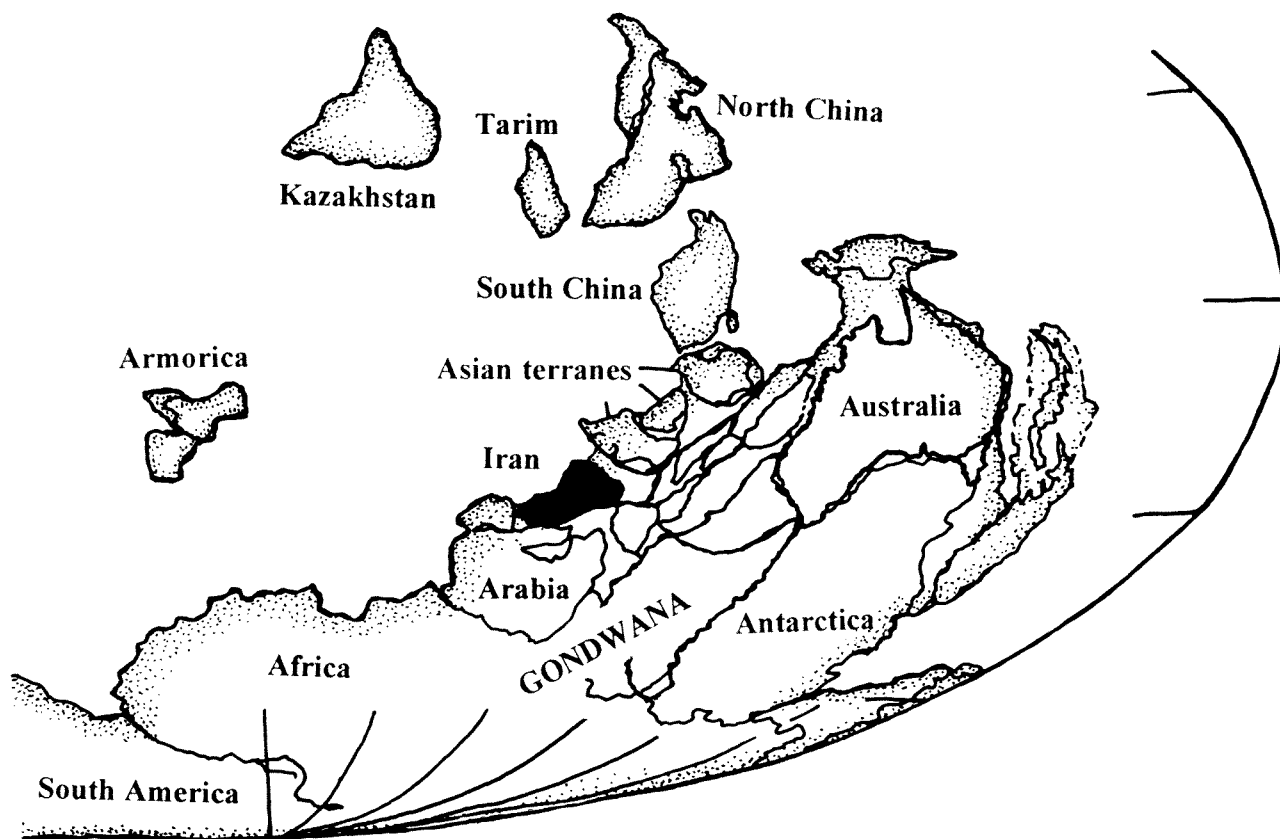 North China
Tarim
Kazakhstan
South China
Armorica
Asian terranes
Australia
Iran
Arabia
GONDWANA
Antarctica
Africa
South America